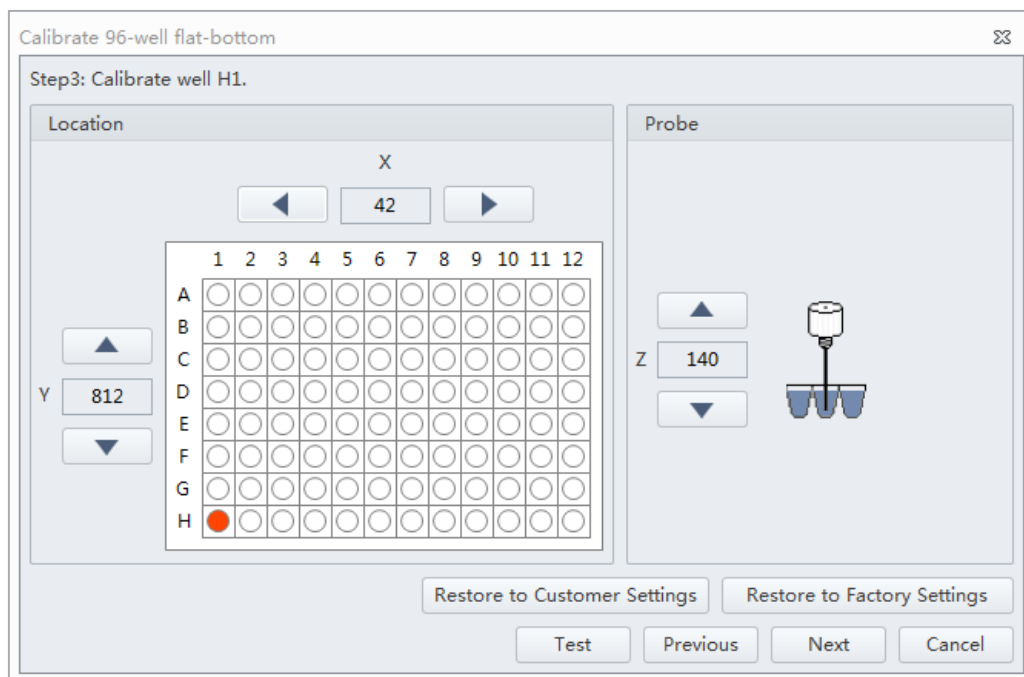 Calibrate 96-well flat-bottom
Step3: Calibrate well H1.
Location
X
42
1 2 3 4 5 6 7 8 9 10 11 12
A
B
C
D
E
F
G
H
Y 812
Probe
Z 140
Restore to Customer Settings Restore to Factory Settings
Test Previous Next Cancel